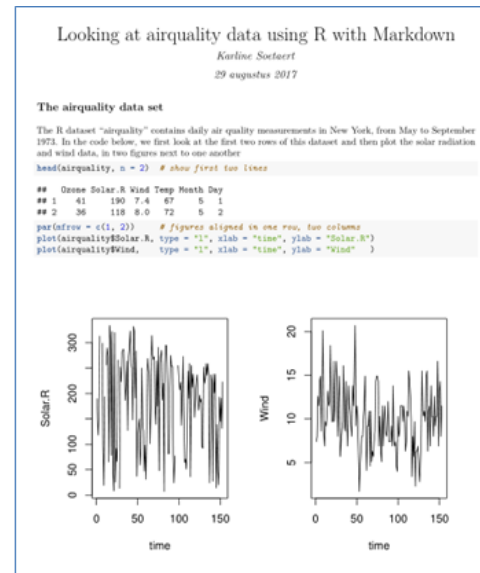 Looking at airquality data using R with Markdown
Karline Soetaert
29 augustus 2017
The airquality data set
The R dataset “airquality” contains daily air quality measurements in New York, from May to September
1973. In the code below, we first look at the first two rows of this dataset and then plot the solar radiation
and wind data, in two figures next to one another
head(airquality, n = 2)  # show first two lines
##   Ozone Solar.R Wind Temp Month Day
## 1    41     190  7.4   67     5   1
## 2    36     118  8.0   72     5   2
par(mfrow = c(1, 2))     # figures aligned in one row, two columns
plot(airquality$Solar.R, type = "l", xlab = "time", ylab = "Solar.R")
plot(airquality$Wind,    type = "l", xlab = "time", ylab = "Wind"   )
Solar.R
0 50 100 200 300
0 50 100 150
time
Wind
5 10 15 20
0 50 100 150
time